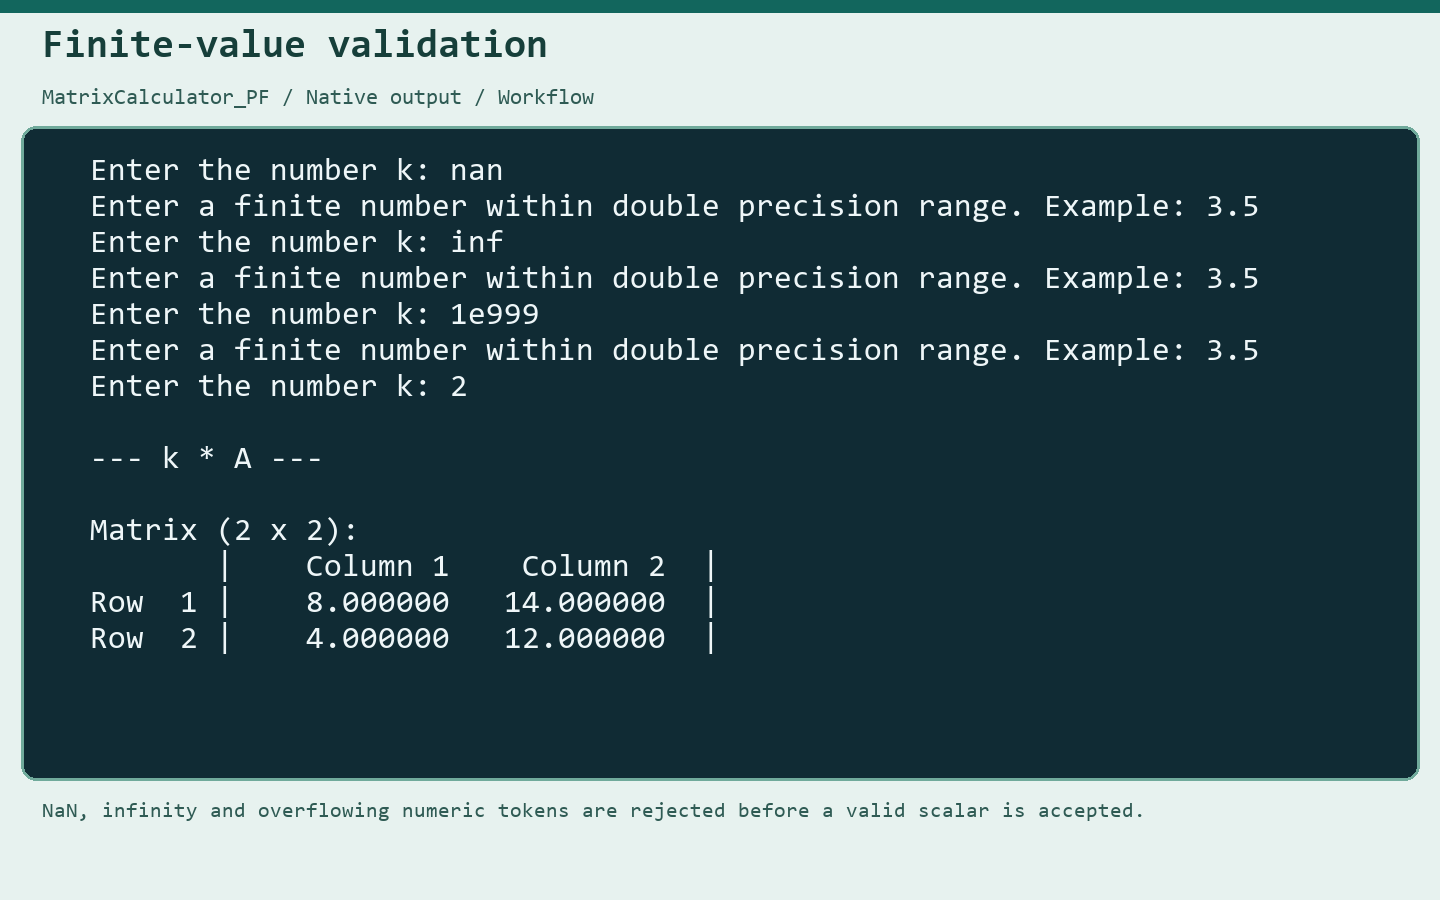 Finite-value validation
MatrixCalculator_PF / Native output / Workflow
Enter the number k: nan
Enter a finite number within double precision range. Example: 3.5
Enter the number k: inf
Enter a finite number within double precision range. Example: 3.5
Enter the number k: 1e999
Enter a finite number within double precision range. Example: 3.5
Enter the number k: 2
--- k * A ---
Matrix (2 x 2):
       |    Column 1    Column 2  |
Row  1 |    8.000000   14.000000  |
Row  2 |    4.000000   12.000000  |
NaN, infinity and overflowing numeric tokens are rejected before a valid scalar is accepted.